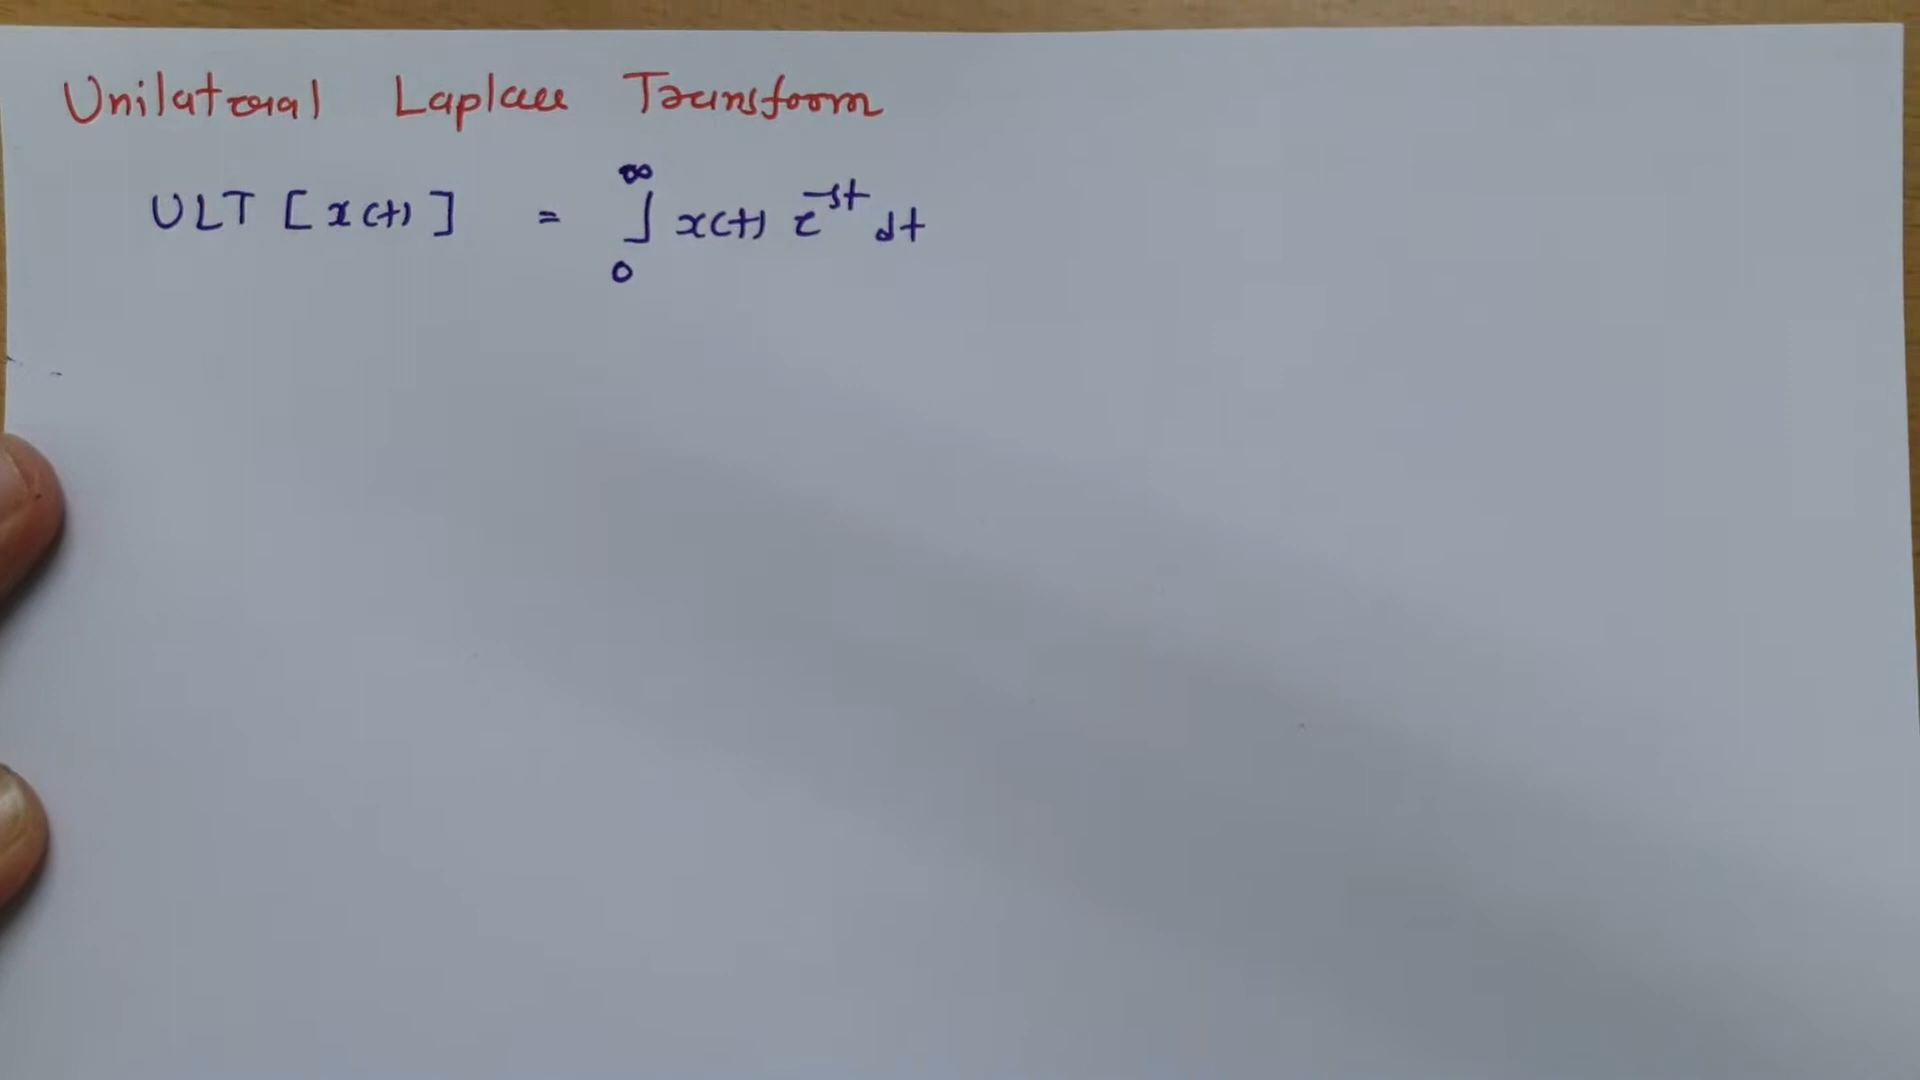 Unilateral Laplace Transform
ULT [x(t)] = ∫₀^∞ x(t) e^{-st} dt